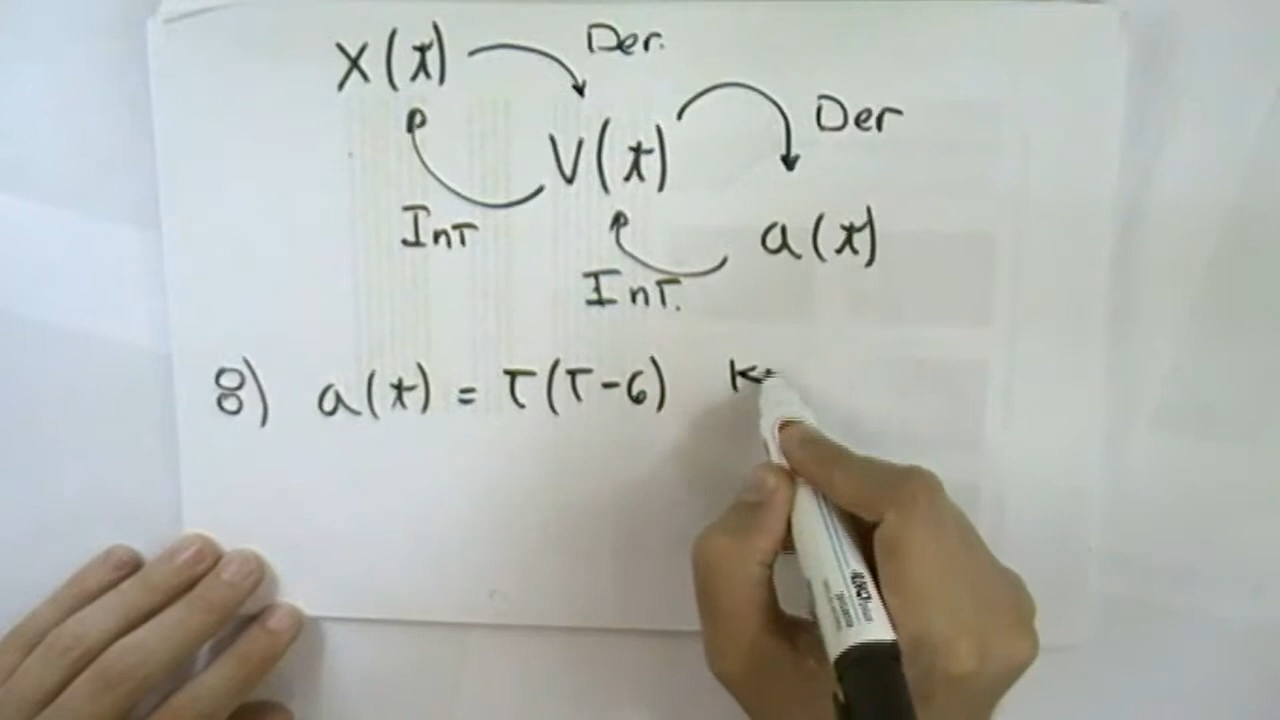 x(t) Der.
v(t) Der
Int a(t)
Int.
8) a(t) = t(t-6) K=